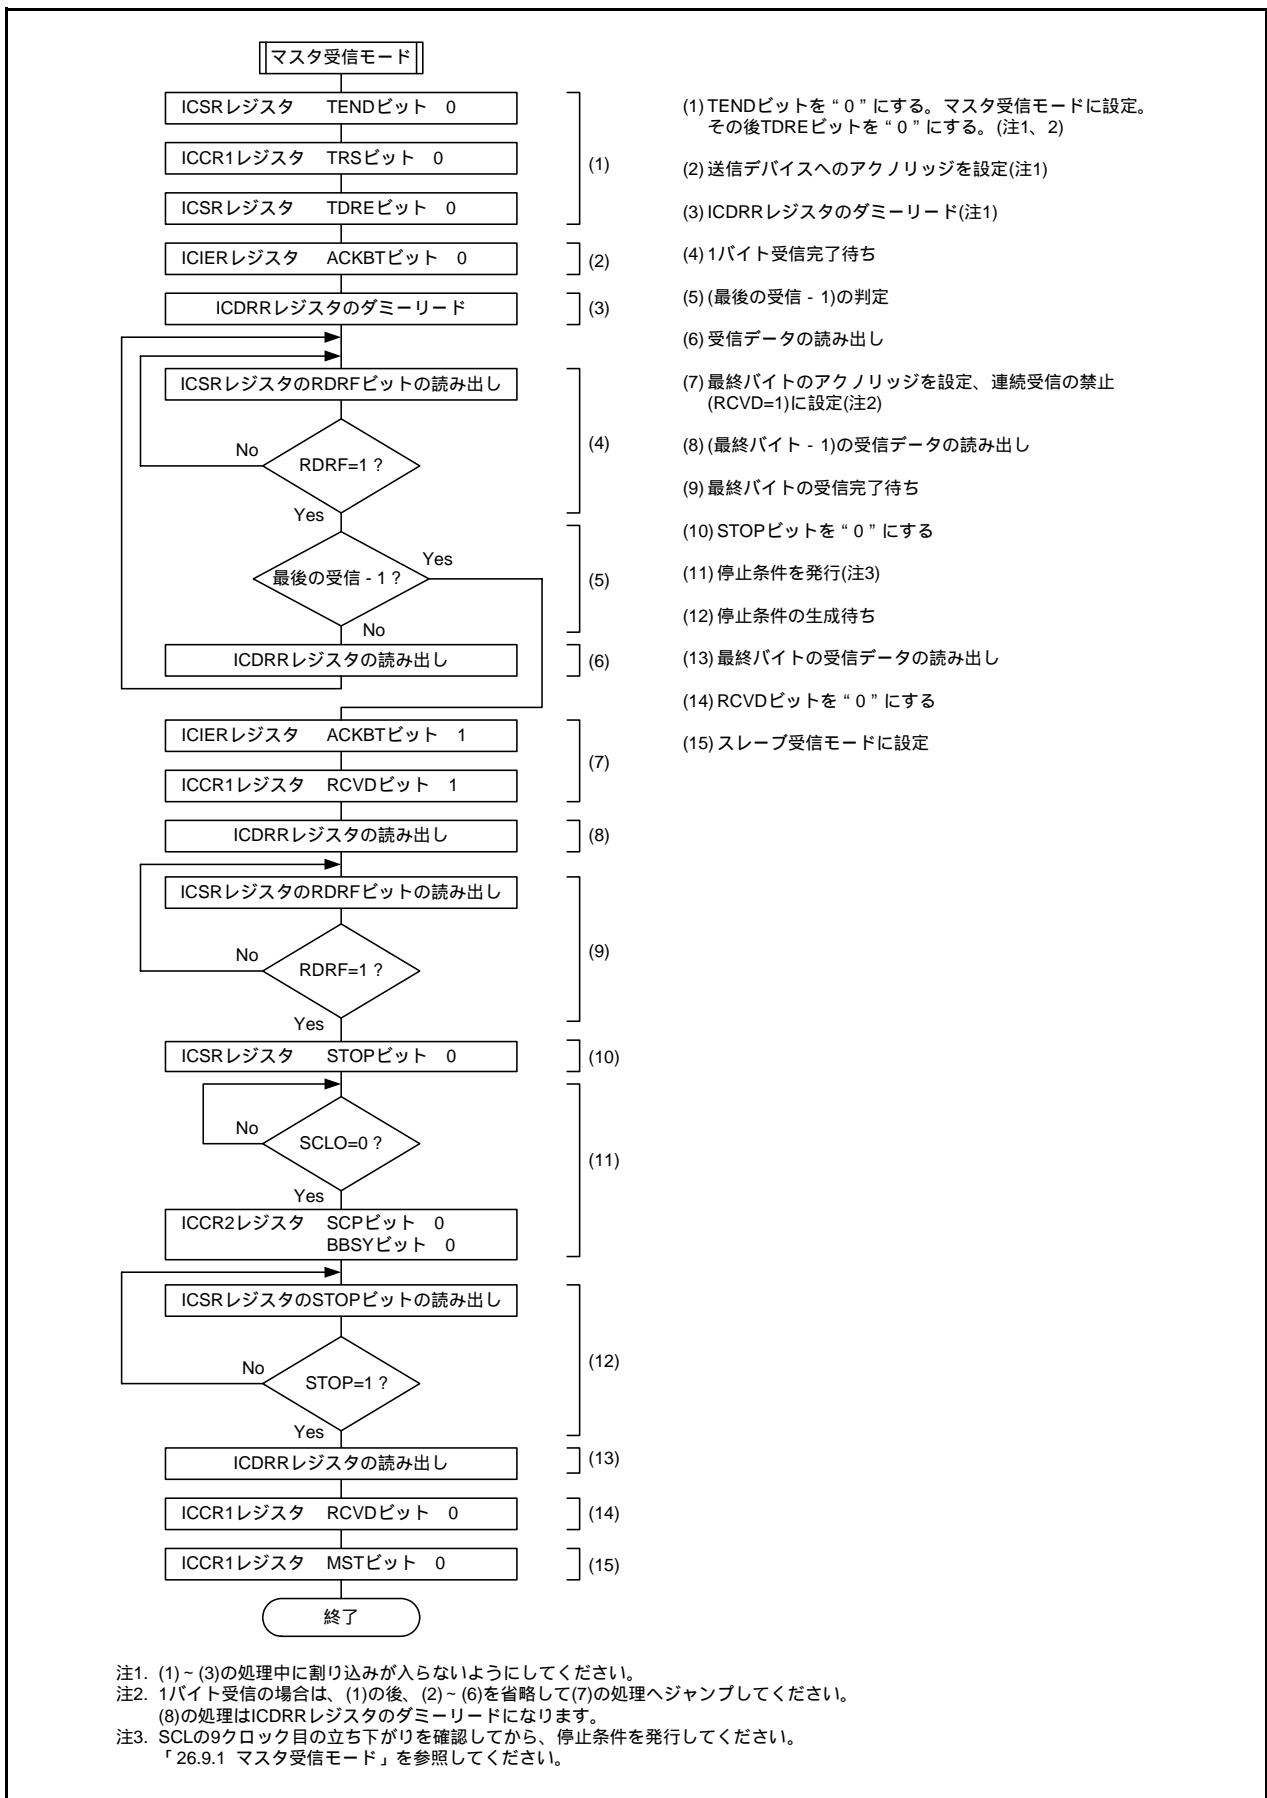 マスタ受信モード
ICSRレジスタ TENDビット 0
ICCR1レジスタ TRSビット 0
ICSRレジスタ TDREビット 0
(1)
ICIERレジスタ ACKBTビット 0
(2)
ICDRRレジスタのダミーリード
(3)
ICSRレジスタのRDRFビットの読み出し
RDRF=1 ?
No
Yes
(4)
最後の受信 - 1 ?
Yes
No
(5)
ICDRRレジスタの読み出し
(6)
ICIERレジスタ ACKBTビット 1
ICCR1レジスタ RCVDビット 1
(7)
ICDRRレジスタの読み出し
(8)
ICSRレジスタのRDRFビットの読み出し
No
RDRF=1 ?
Yes
(9)
ICSRレジスタ STOPビット 0
(10)
No
SCLO=0 ?
Yes
ICCR2レジスタ SCPビット 0
BBSYビット 0
(11)
ICSRレジスタのSTOPビットの読み出し
No
STOP=1 ?
Yes
(12)
ICDRRレジスタの読み出し
(13)
ICCR1レジスタ RCVDビット 0
(14)
ICCR1レジスタ MSTビット 0
(15)
終了
(1) TENDビットを“0”にする。マスタ受信モードに設定。
その後TDREビットを“0”にする。(注1、2)
(2) 送信デバイスへのアクノリッジを設定(注1)
(3) ICDRRレジスタのダミーリード(注1)
(4) 1バイト受信完了待ち
(5) (最後の受信 - 1)の判定
(6) 受信データの読み出し
(7) 最終バイトのアクノリッジを設定、連続受信の禁止
(RCVD=1)に設定(注2)
(8) (最終バイト - 1)の受信データの読み出し
(9) 最終バイトの受信完了待ち
(10) STOPビットを“0”にする
(11) 停止条件を発行(注3)
(12) 停止条件の生成待ち
(13) 最終バイトの受信データの読み出し
(14) RCVDビットを“0”にする
(15) スレーブ受信モードに設定
注1. (1)~(3)の処理中に割り込みが入らないようにしてください。
注2. 1バイト受信の場合は、(1)の後、(2)~(6)を省略して(7)の処理へジャンプしてください。
(8)の処理はICDRRレジスタのダミーリードになります。
注3. SCLの9クロック目の立ち下がりを確認してから、停止条件を発行してください。
「26.9.1 マスタ受信モード」を参照してください。